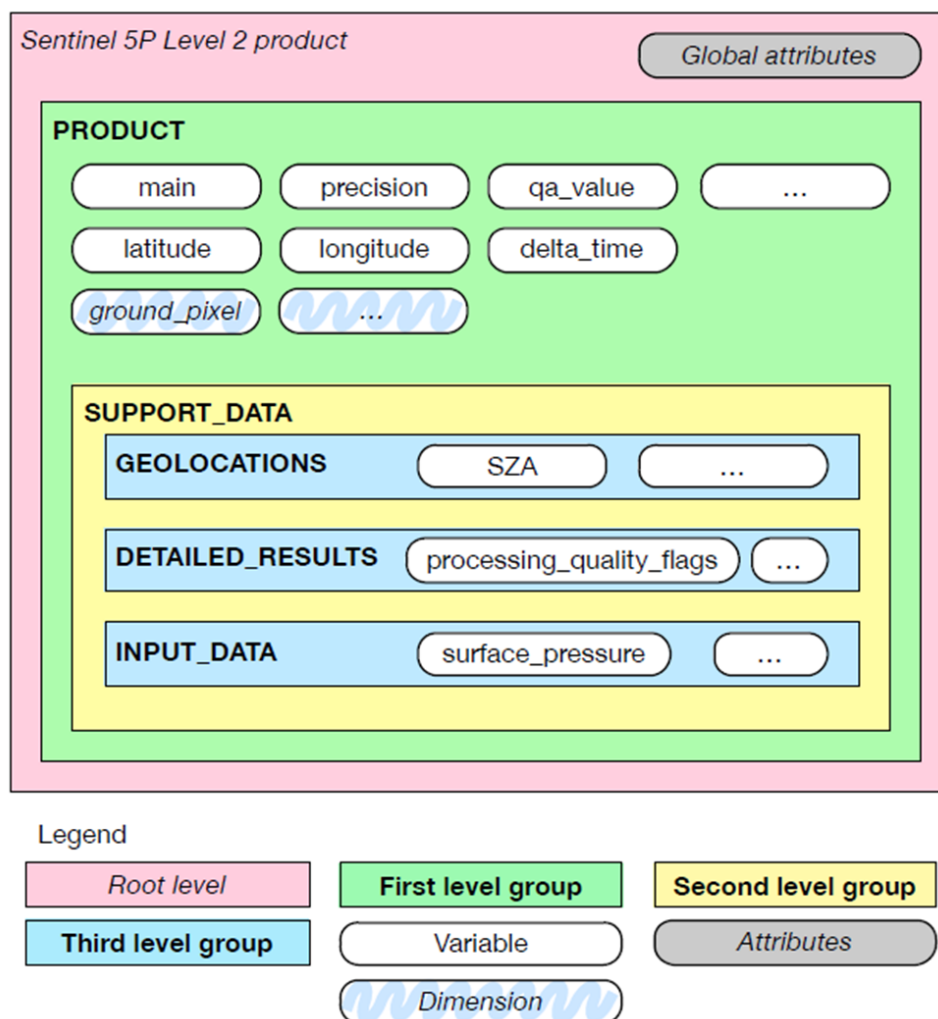 Sentinel 5P Level 2 product
Global attributes
PRODUCT
main precision qa_value ...
latitude longitude delta_time
ground_pixel ...
SUPPORT_DATA
GEOLOCATIONS SZA ...
DETAILED_RESULTS processing_quality_flags ...
INPUT_DATA surface_pressure ...
Legend
Root level First level group Second level group
Third level group Variable Attributes
Dimension